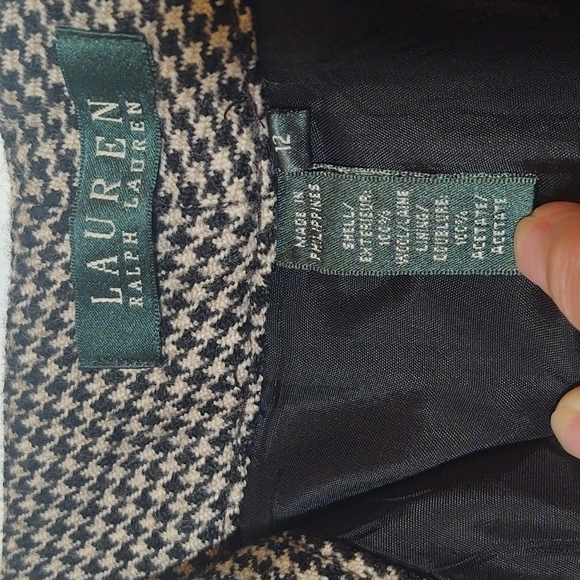 LAUREN
RALPH LAUREN
12
MADE IN
PHILIPPINES
SHELL/
EXTERIEUR:
100%
WOOL/LAINE
LINING/
DOUBLURE:
100%
ACETATE/
ACETATE